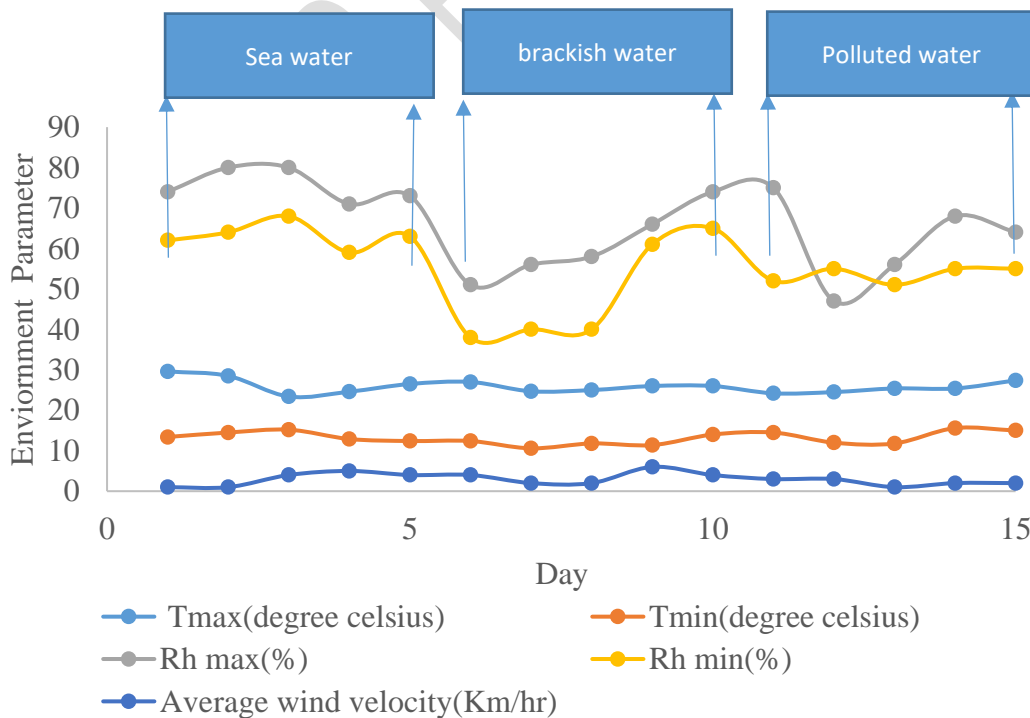 Sea water
brackish water
Polluted water
90
80
70
60
50
40
30
20
10
0
Enviornment Parameter
0 5 10 15
Day
Tmax(degree celsius) Tmin(degree celsius)
Rh max(%) Rh min(%)
Average wind velocity(Km/hr)